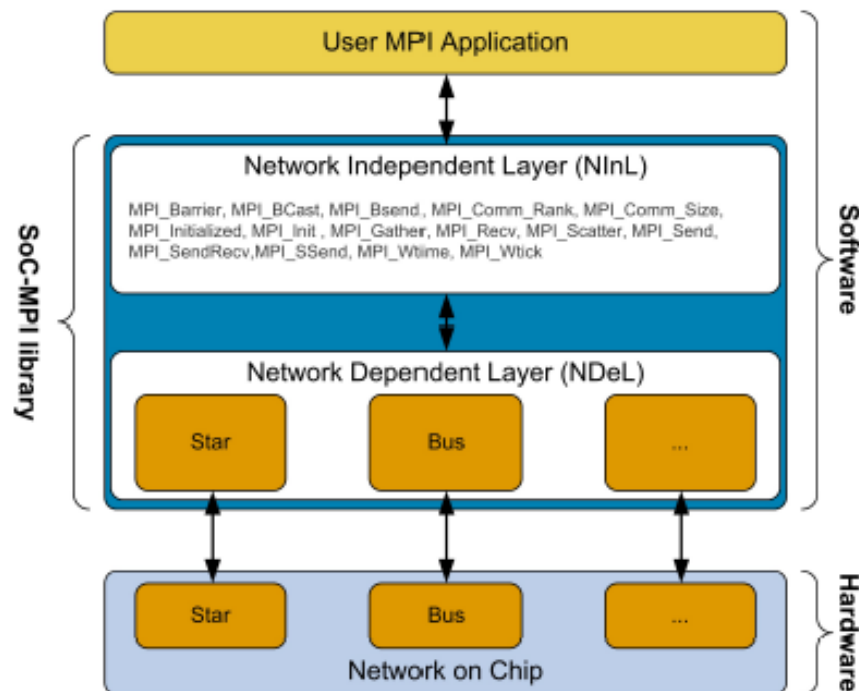 User MPI Application
Network Independent Layer (NInL)
MPI_Barrier, MPI_BCast, MPI_Bsend, MPI_Comm_Rank, MPI_Comm_Size,
MPI_Initialized, MPI_Init , MPI_Gather, MPI_Recv, MPI_Scatter, MPI_Send,
MPI_SendRecv,MPI_SSend, MPI_Wtime, MPI_Wtick
SoC-MPI library
Software
Network Dependent Layer (NDeL)
Star
Bus
...
Star
Bus
...
Network on Chip
Hardware